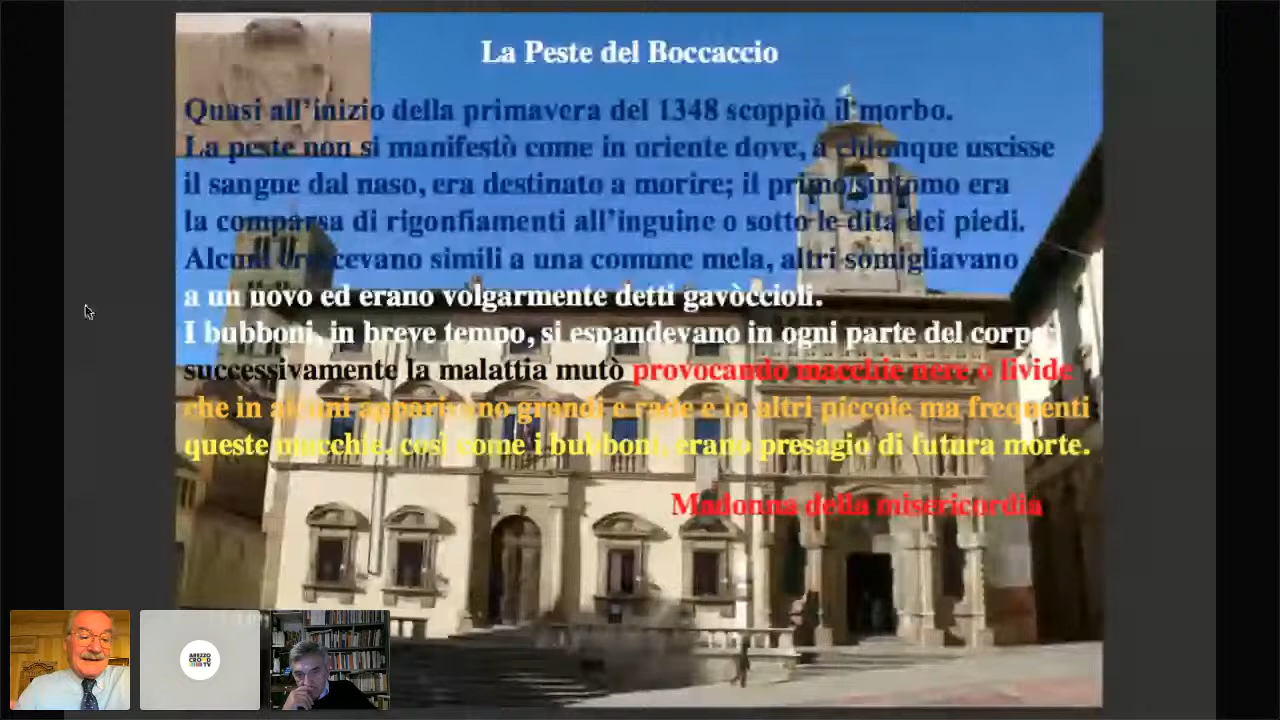 La Peste del Boccaccio
Quasi all'inizio della primavera del 1348 scoppiò il morbo.
La peste non si manifestò come in oriente dove, a chiunque uscisse
il sangue dal naso, era destinato a morire; il primo sintomo era
la comparsa di rigonfiamenti all'inguine o sotto le dita dei piedi.
Alcuni crescevano simili a una comune mela, altri somigliavano
a un uovo ed erano volgarmente detti gavòccioli.
I bubboni, in breve tempo, si espandevano in ogni parte del corpo
successivamente la malattia mutò provocando macchie nere o livide
che in alcuni apparivano grandi e rade e in altri piccole ma frequenti
queste macchie, così come i bubboni, erano presagio di futura morte.
Madonna della misericordia
AREZZO
CROWD
TV